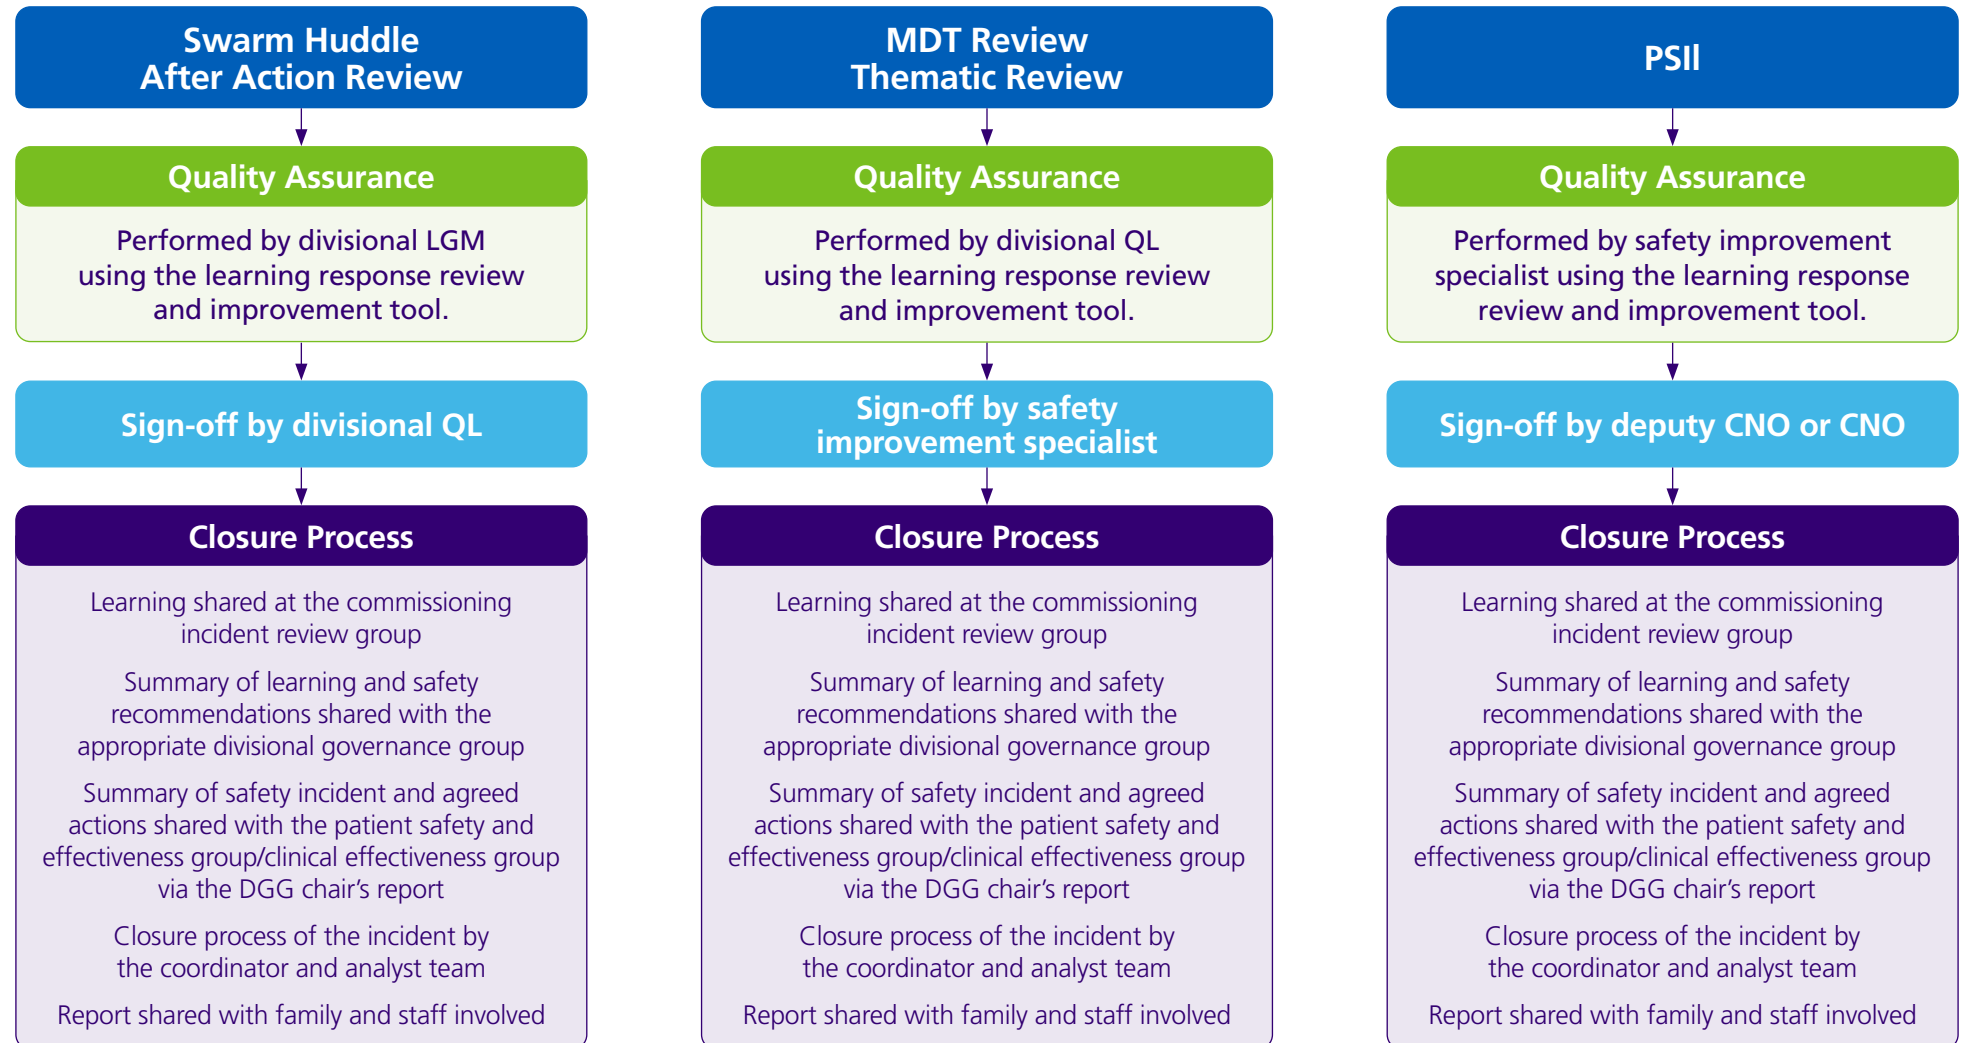 Swarm Huddle
After Action Review
Quality Assurance
Performed by divisional LGM
using the learning response review
and improvement tool.
Sign-off by divisional QL
Closure Process
Learning shared at the commissioning
incident review group
Summary of learning and safety
recommendations shared with the
appropriate divisional governance group
Summary of safety incident and agreed
actions shared with the patient safety and
effectiveness group/clinical effectiveness group
via the DGG chair’s report
Closure process of the incident by
the coordinator and analyst team
Report shared with family and staff involved
MDT Review
Thematic Review
Quality Assurance
Performed by divisional QL
using the learning response review
and improvement tool.
Sign-off by safety
improvement specialist
Closure Process
Learning shared at the commissioning
incident review group
Summary of learning and safety
recommendations shared with the
appropriate divisional governance group
Summary of safety incident and agreed
actions shared with the patient safety and
effectiveness group/clinical effectiveness group
via the DGG chair’s report
Closure process of the incident by
the coordinator and analyst team
Report shared with family and staff involved
PSIl
Quality Assurance
Performed by safety improvement
specialist using the learning response
review and improvement tool.
Sign-off by deputy CNO or CNO
Closure Process
Learning shared at the commissioning
incident review group
Summary of learning and safety
recommendations shared with the
appropriate divisional governance group
Summary of safety incident and agreed
actions shared with the patient safety and
effectiveness group/clinical effectiveness group
via the DGG chair’s report
Closure process of the incident by
the coordinator and analyst team
Report shared with family and staff involved